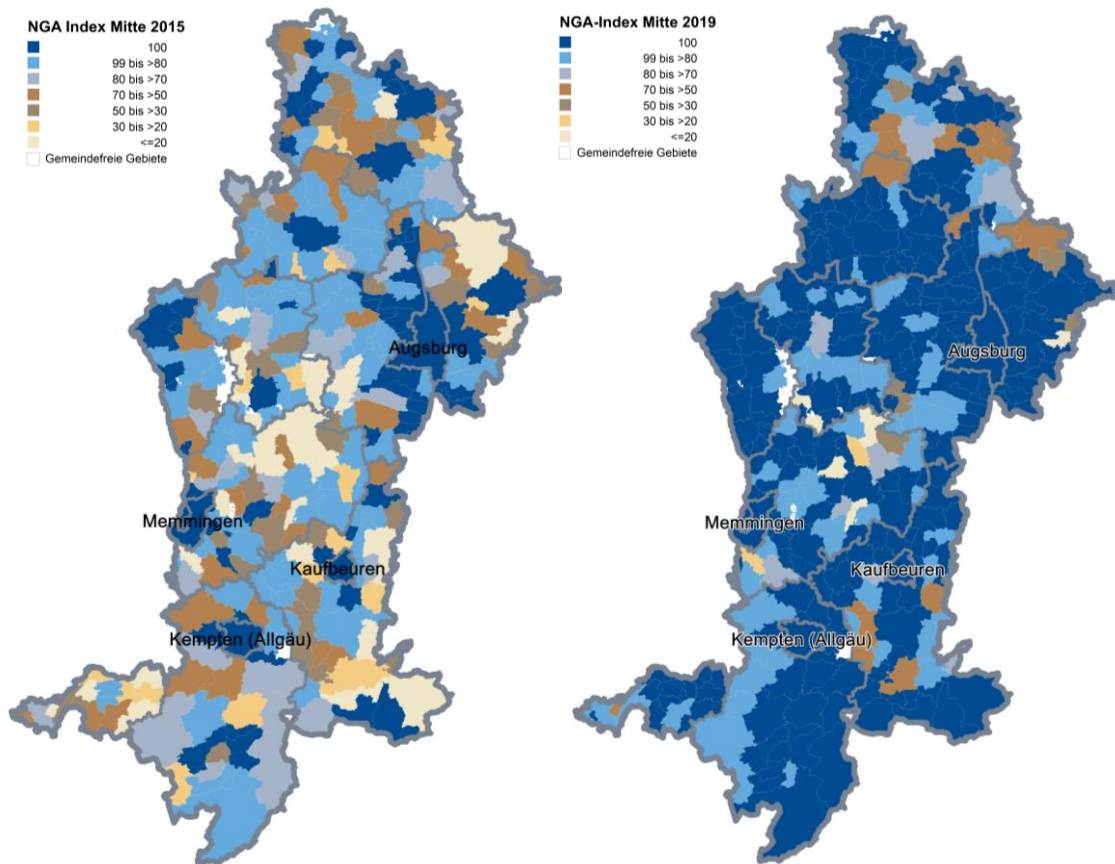 NGA Index Mitte 2015
100
99 bis >80
80 bis >70
70 bis >50
50 bis >30
30 bis >20
<=20
Gemeindefreie Gebiete
Augsburg
Memmingen
Kaufbeuren
Kempten (Allgäu)
NGA-Index Mitte 2019
100
99 bis >80
80 bis >70
70 bis >50
50 bis >30
30 bis >20
<=20
Gemeindefreie Gebiete
Augsburg
Memmingen
Kaufbeuren
Kempten (Allgäu)